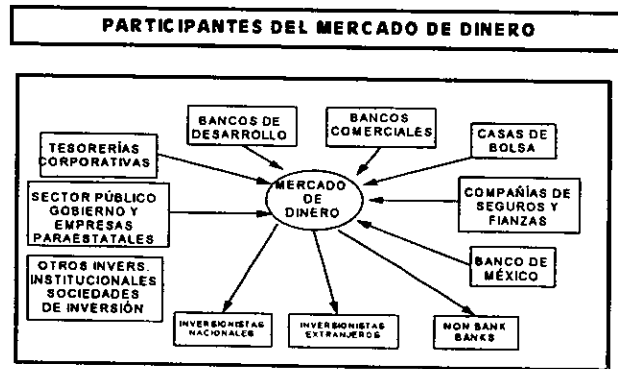 PARTICIPANTES DEL MERCADO DE DINERO
BANCOS DE
DESARROLLO
BANCOS
COMERCIALES
CASAS DE
BOLSA
TESORERÍAS
CORPORATIVAS
MERCADO
DE
DINERO
SECTOR PÚBLICO
GOBIERNO Y
EMPRESAS
PARAESTATALES
COMPAÑÍAS DE
SEGUROS Y
FIANZAS
OTROS INVERS.
INSTITUCIONALES
SOCIEDADES
DE INVERSIÓN
BANCO DE
MÉXICO
INVERSIONISTAS
NACIONALES
INVERSIONISTAS
EXTRANJEROS
NON BANK
BANKS